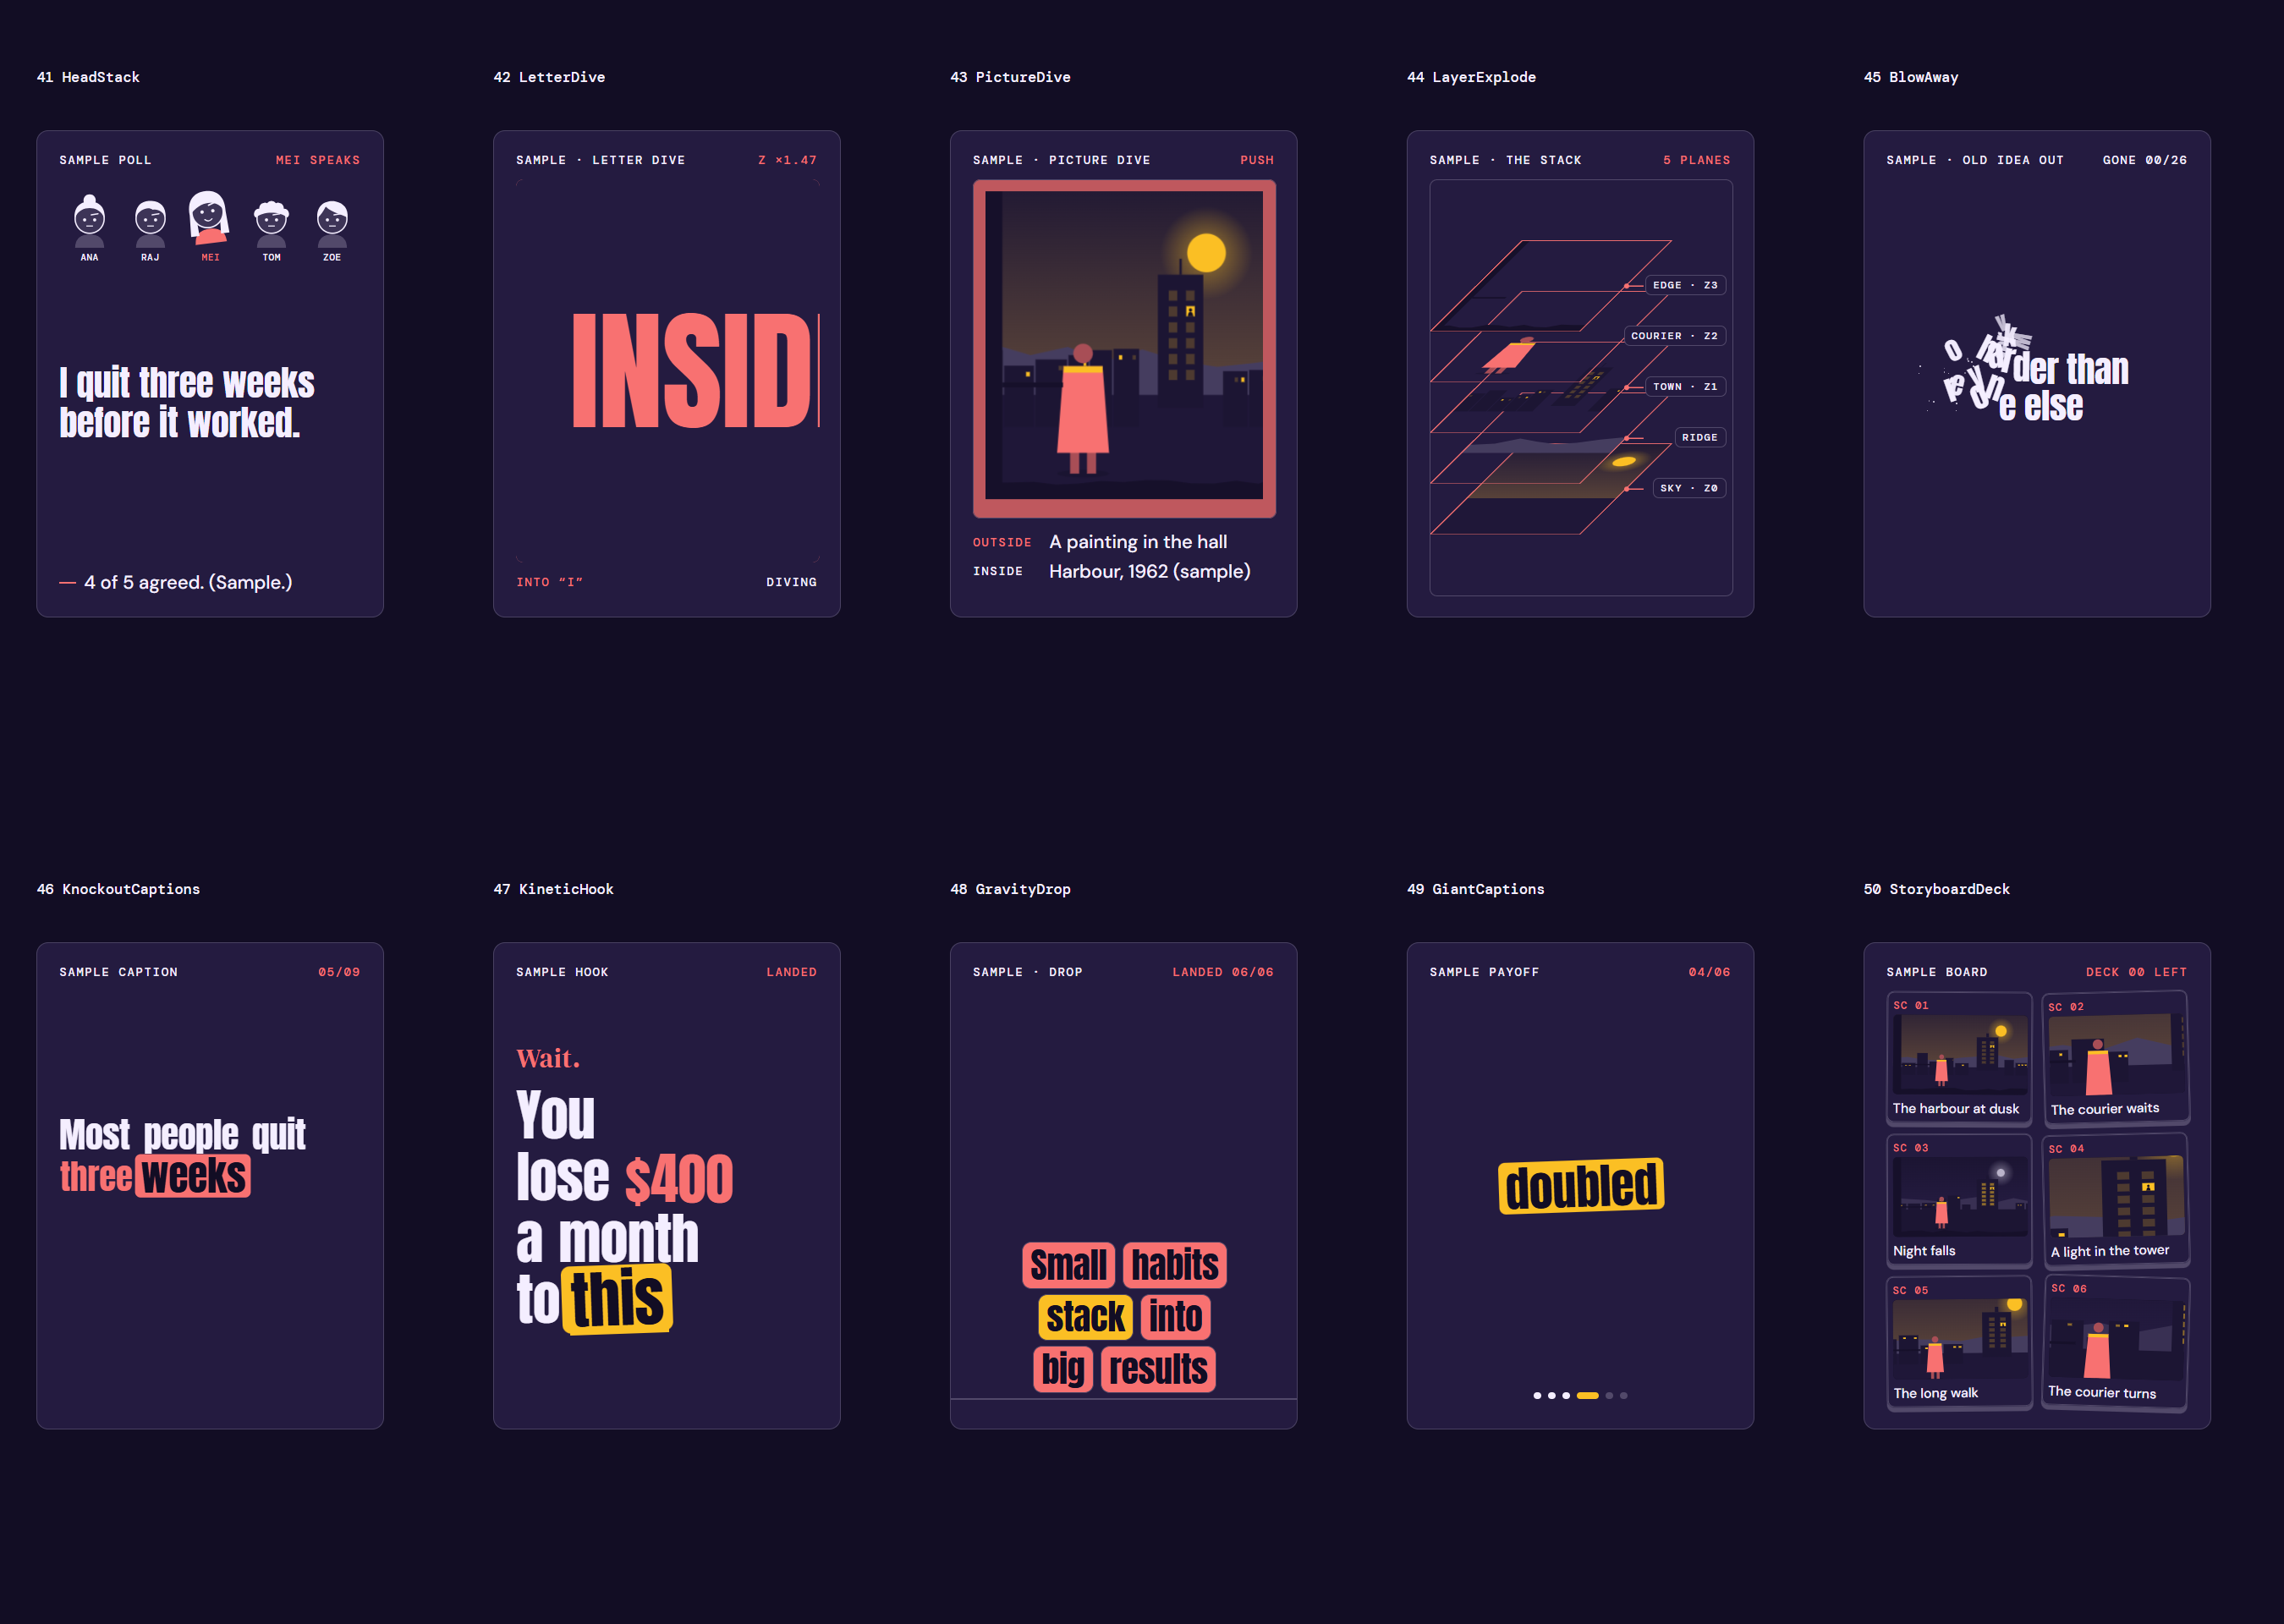 41 HeadStack
SAMPLE POLL
MEI SPEAKS
ANA
RAJ
MEI
TOM
ZOE
I quit three weeks
before it worked.
— 4 of 5 agreed. (Sample.)
42 LetterDive
SAMPLE · LETTER DIVE
Z ×1.47
INSID
INTO “I”
DIVING
43 PictureDive
SAMPLE · PICTURE DIVE
PUSH
OUTSIDE A painting in the hall
INSIDE Harbour, 1962 (sample)
44 LayerExplode
SAMPLE · THE STACK
5 PLANES
EDGE · Z3
COURIER · Z2
TOWN · Z1
RIDGE
SKY · Z0
45 BlowAway
SAMPLE · OLD IDEA OUT
GONE 00/26
than
else
46 KnockoutCaptions
SAMPLE CAPTION
05/09
Most people quit
three weeks
47 KineticHook
SAMPLE HOOK
LANDED
Wait.
You
lose $400
a month
to this
48 GravityDrop
SAMPLE · DROP
LANDED 06/06
Small habits
stack into
big results
49 GiantCaptions
SAMPLE PAYOFF
04/06
doubled
50 StoryboardDeck
SAMPLE BOARD
DECK 00 LEFT
SC 01
The harbour at dusk
SC 02
The courier waits
SC 03
Night falls
SC 04
A light in the tower
SC 05
The long walk
SC 06
The courier turns